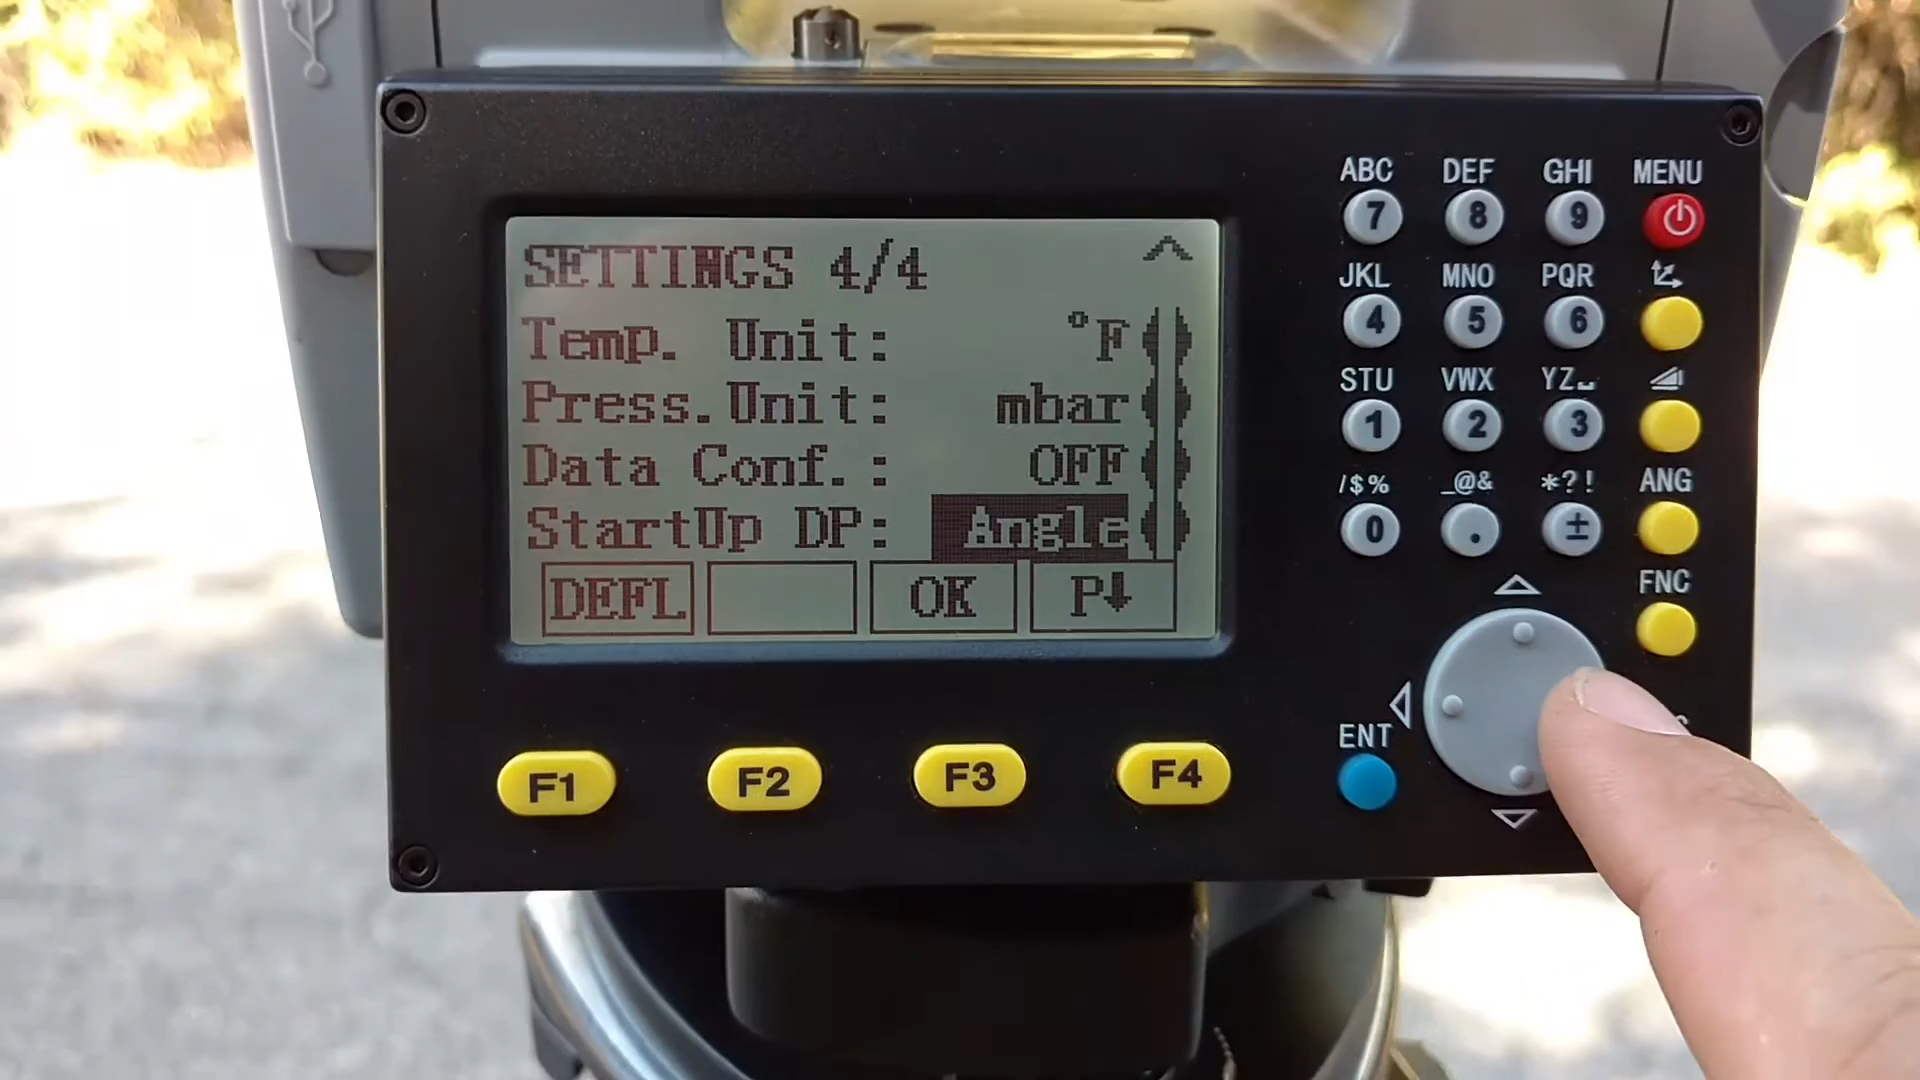 SETTINGS 4/4
Temp. Unit: °F
Press.Unit: mbar
Data Conf.: OFF
StartUp DP: Angle
DEFL OK P↓
F1 F2 F3 F4
ABC DEF GHI MENU
7 8 9
JKL MNO PQR
4 5 6
STU VWX YZ⎵
1 2 3
/$% _@& *?! ANG
0 . ±
FNC
ENT